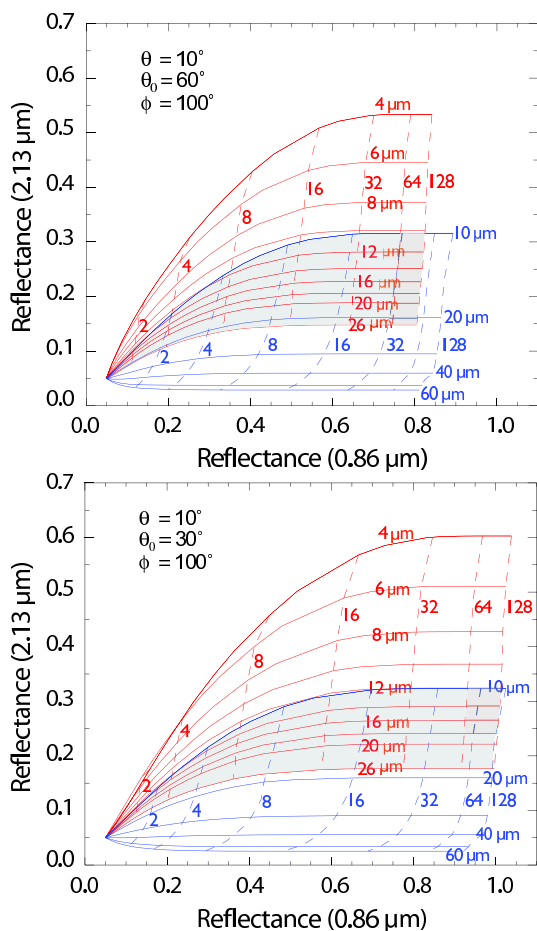 0.7
0.6
0.5
0.4
0.3
0.2
0.1
0.0
Reflectance (2.13 µm)
θ = 10°
θ0 = 60°
ϕ = 100°
4 µm
6 µm
8 µm
2
4
8
16
32
64
128
12 µm
16 µm
20 µm
26 µm
10 µm
20 µm
40 µm
60 µm
2
4
8
16
32
128
0.0 0.2 0.4 0.6 0.8 1.0
Reflectance (0.86 µm)
0.7
0.6
0.5
0.4
0.3
0.2
0.1
0.0
Reflectance (2.13 µm)
θ = 10°
θ0 = 30°
ϕ = 100°
4 µm
6 µm
8 µm
2
4
8
16
32
64
128
12 µm
16 µm
20 µm
26 µm
10 µm
20 µm
40 µm
60 µm
2
4
8
16
32
64
128
0.0 0.2 0.4 0.6 0.8 1.0
Reflectance (0.86 µm)